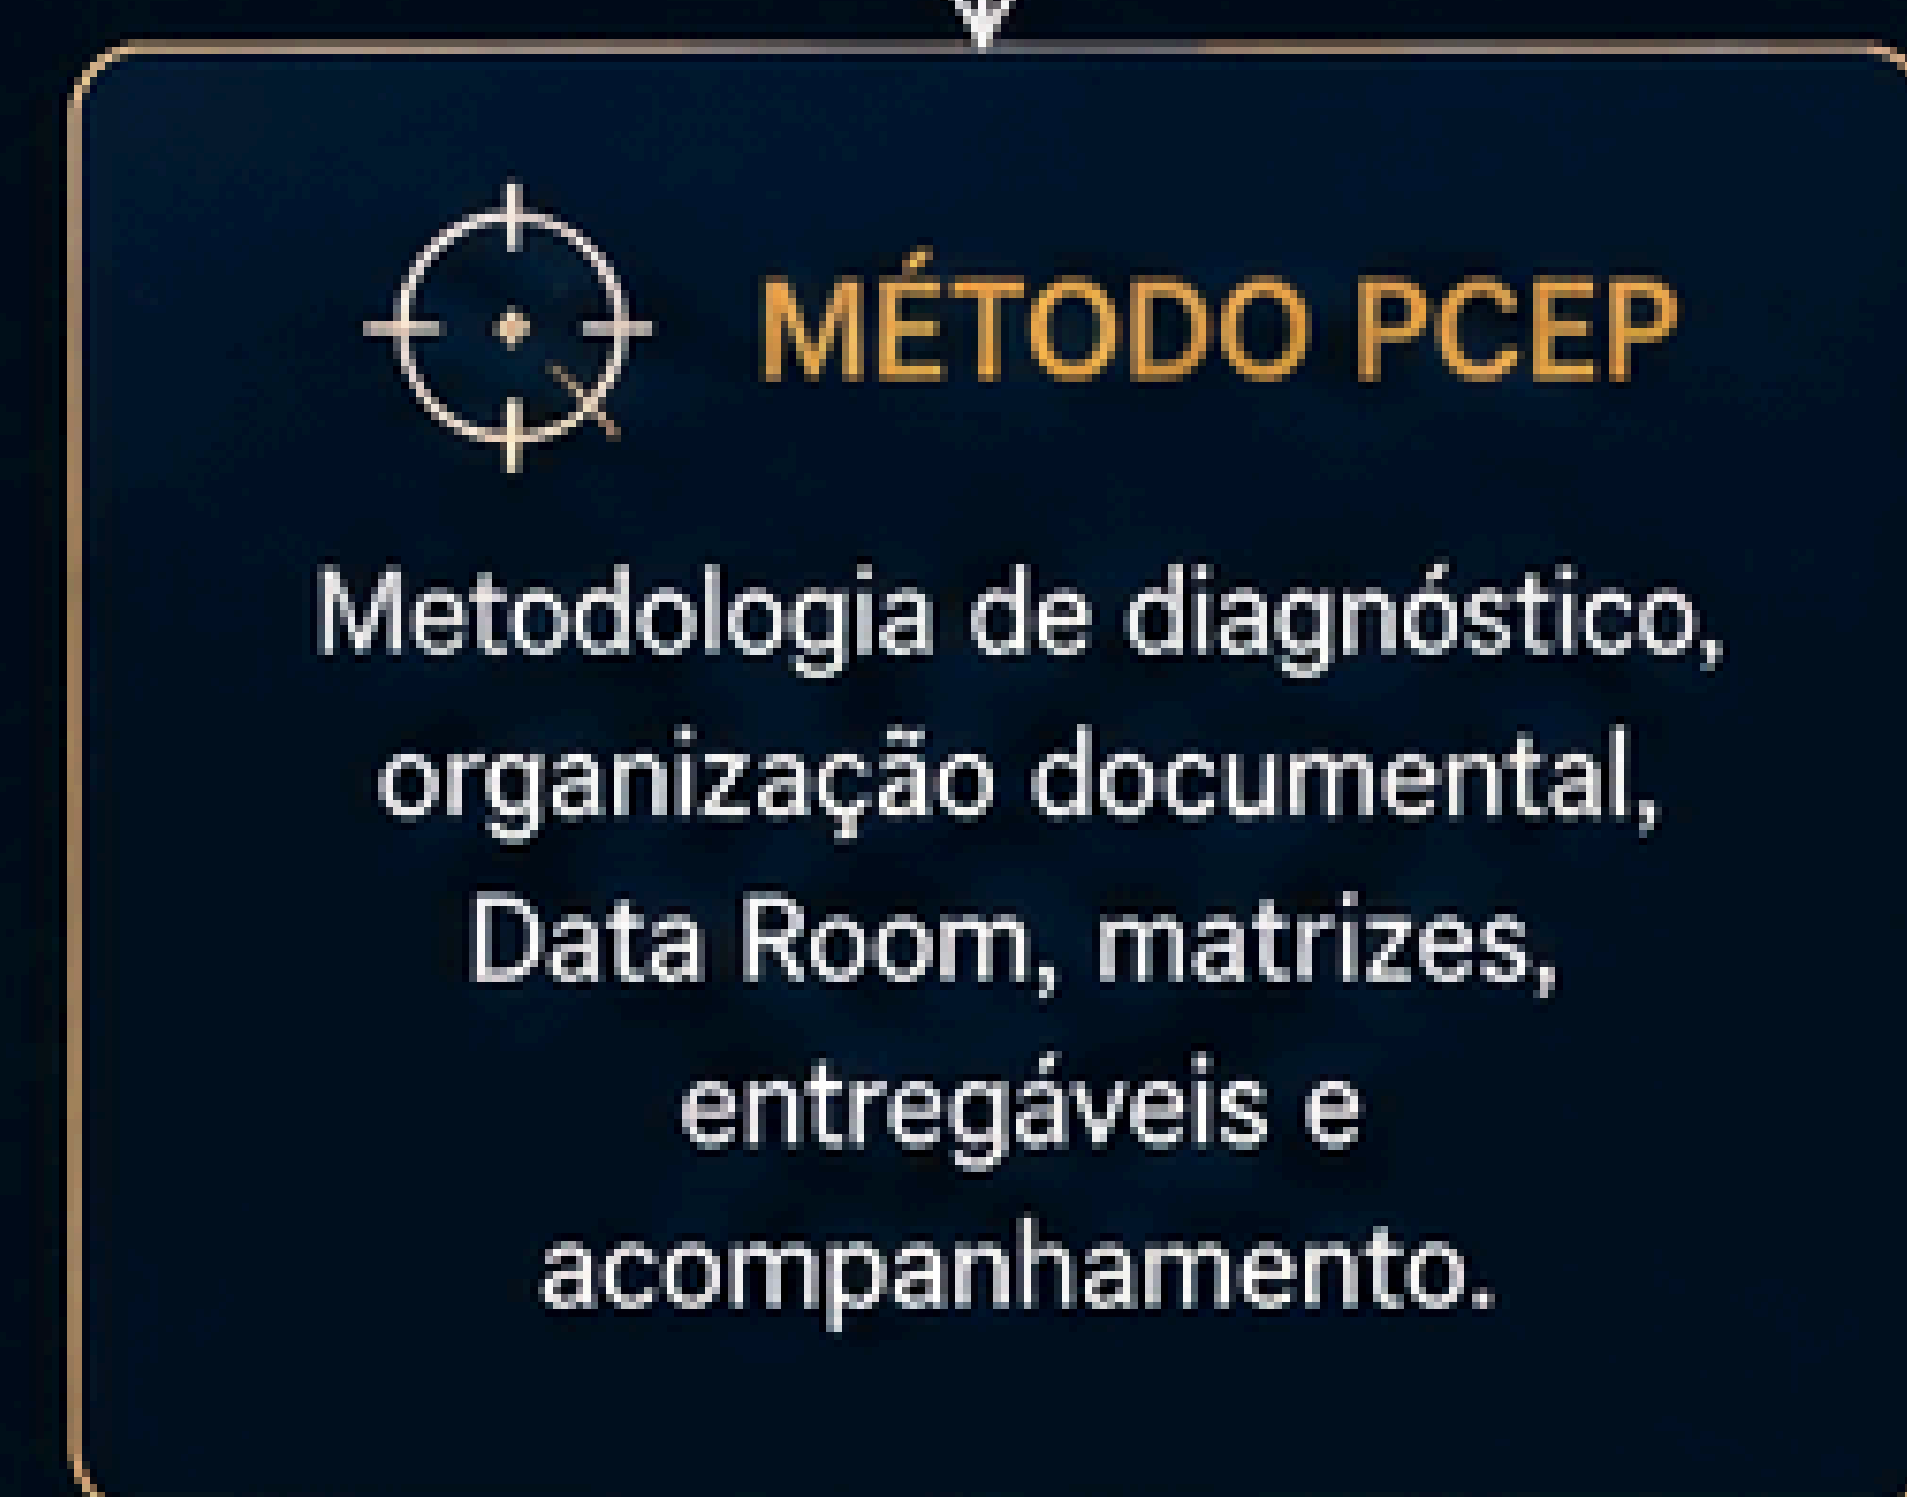 MÉTODO PCEP
Metodologia de diagnóstico,
organização documental,
Data Room, matrizes,
entregáveis e
acompanhamento.